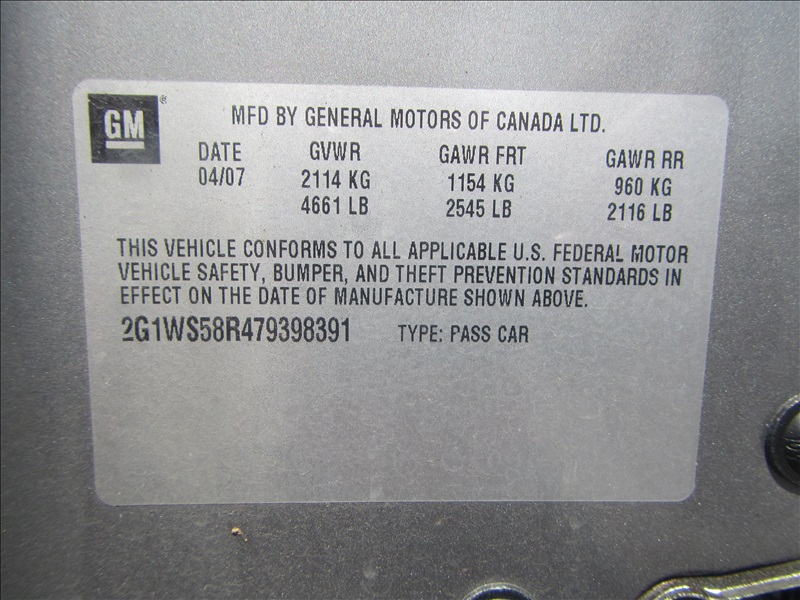 GM®
MFD BY GENERAL MOTORS OF CANADA LTD.
DATE GVWR GAWR FRT GAWR RR
04/07 2114 KG 1154 KG 960 KG
4661 LB 2545 LB 2116 LB
THIS VEHICLE CONFORMS TO ALL APPLICABLE U.S. FEDERAL MOTOR
VEHICLE SAFETY, BUMPER, AND THEFT PREVENTION STANDARDS IN
EFFECT ON THE DATE OF MANUFACTURE SHOWN ABOVE.
2G1WS58R479398391 TYPE: PASS CAR